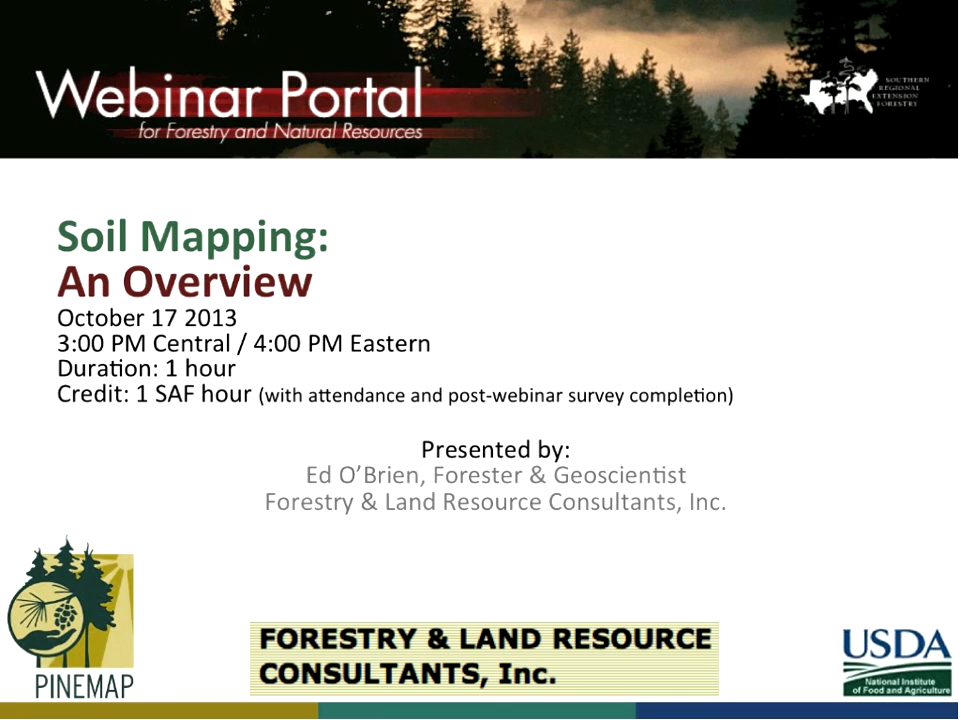 Webinar Portal
for Forestry and Natural Resources
SOUTHERN
REGIONAL
EXTENSION
FORESTRY
Soil Mapping:
An Overview
October 17 2013
3:00 PM Central / 4:00 PM Eastern
Duration: 1 hour
Credit: 1 SAF hour (with attendance and post-webinar survey completion)
Presented by:
Ed O’Brien, Forester & Geoscientist
Forestry & Land Resource Consultants, Inc.
PINEMAP
FORESTRY & LAND RESOURCE
CONSULTANTS, Inc.
USDA
National Institute
of Food and Agriculture